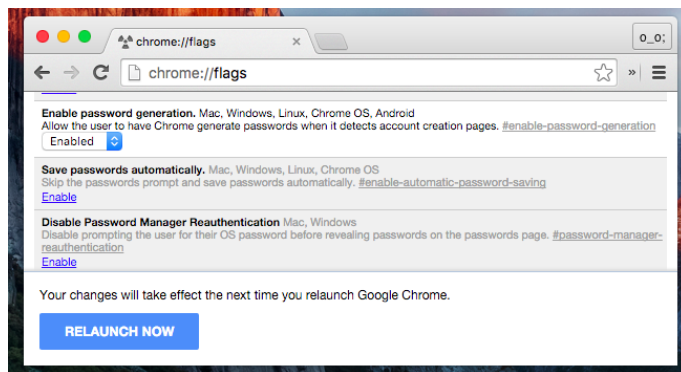 chrome://flags
o_o;
chrome://flags
Enable password generation. Mac, Windows, Linux, Chrome OS, Android
Allow the user to have Chrome generate passwords when it detects account creation pages. #enable-password-generation
Enabled
Save passwords automatically. Mac, Windows, Linux, Chrome OS
Skip the passwords prompt and save passwords automatically. #enable-automatic-password-saving
Enable
Disable Password Manager Reauthentication Mac, Windows
Disable prompting the user for their OS password before revealing passwords on the passwords page. #password-manager-
reauthentication
Enable
Your changes will take effect the next time you relaunch Google Chrome.
RELAUNCH NOW